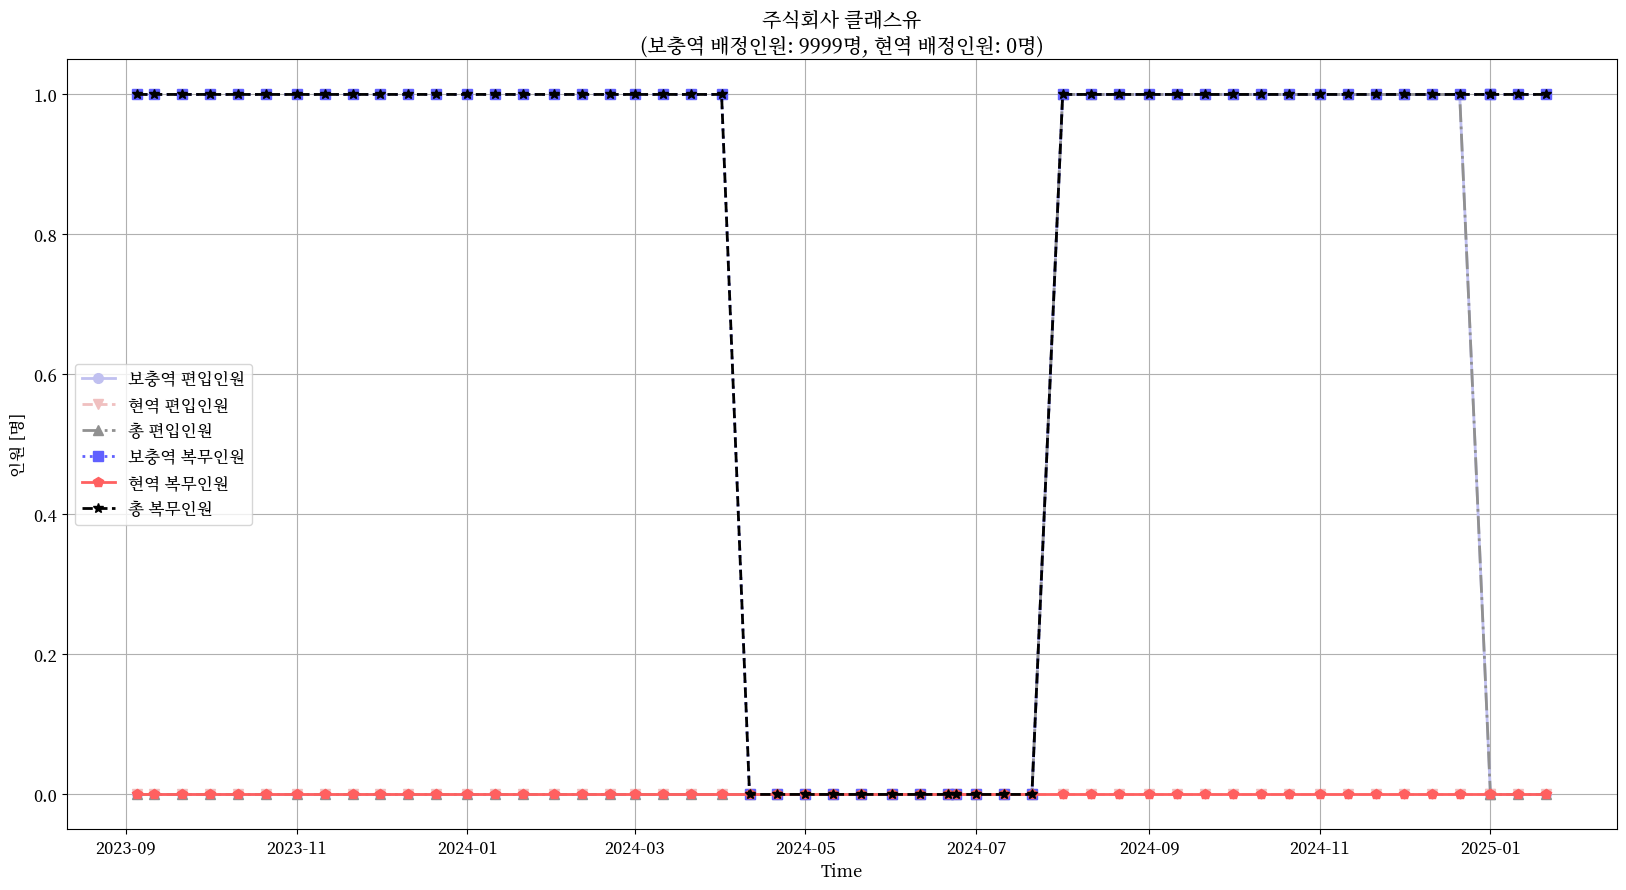 주식회사 클래스유
(보충역 배정인원: 9999명, 현역 배정인원: 0명)
인원 [명]
1.0
0.8
0.6
0.4
0.2
0.0
보충역 편입인원
현역 편입인원
총 편입인원
보충역 복무인원
현역 복무인원
총 복무인원
2023-09
2023-11
2024-01
2024-03
2024-05
2024-07
2024-09
2024-11
2025-01
Time